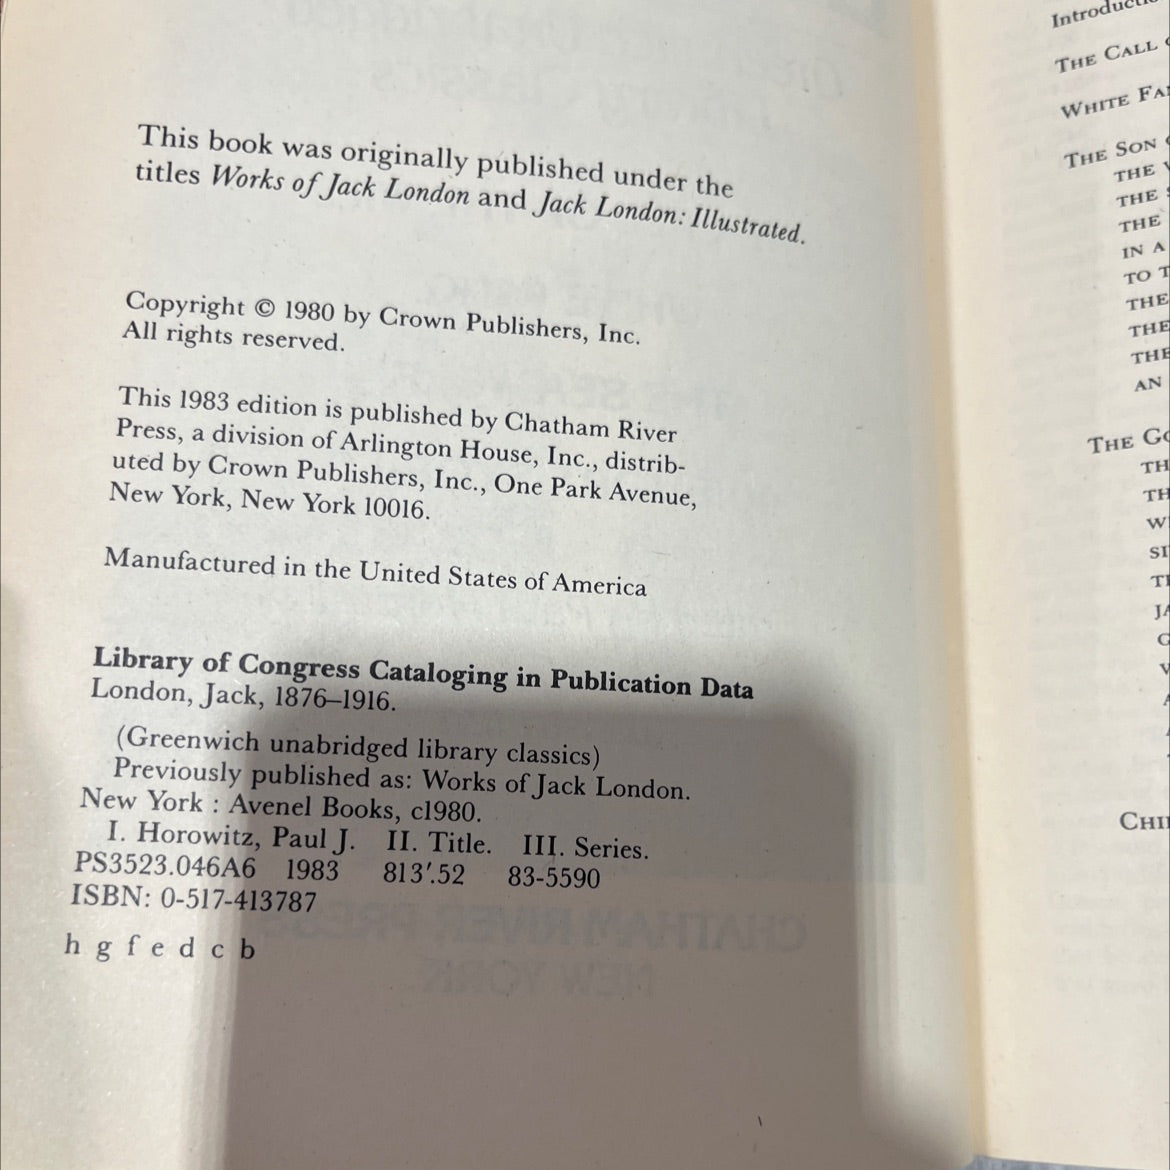 This book was originally published under the
titles Works of Jack London and Jack London: Illustrated.
Copyright © 1980 by Crown Publishers, Inc.
All rights reserved.
This 1983 edition is published by Chatham River
Press, a division of Arlington House, Inc., distrib-
uted by Crown Publishers, Inc., One Park Avenue,
New York, New York 10016.
Manufactured in the United States of America
Library of Congress Cataloging in Publication Data
London, Jack, 1876–1916.
(Greenwich unabridged library classics)
Previously published as: Works of Jack London.
New York : Avenel Books, c1980.
I. Horowitz, Paul J. II. Title. III. Series.
PS3523.046A6 1983 813'.52 83-5590
ISBN: 0-517-413787
h g f e d c b
THE CALL
WHITE
THE SON
THE
THE
THE
IN A
TO
THE
THE
THE
AN
THE